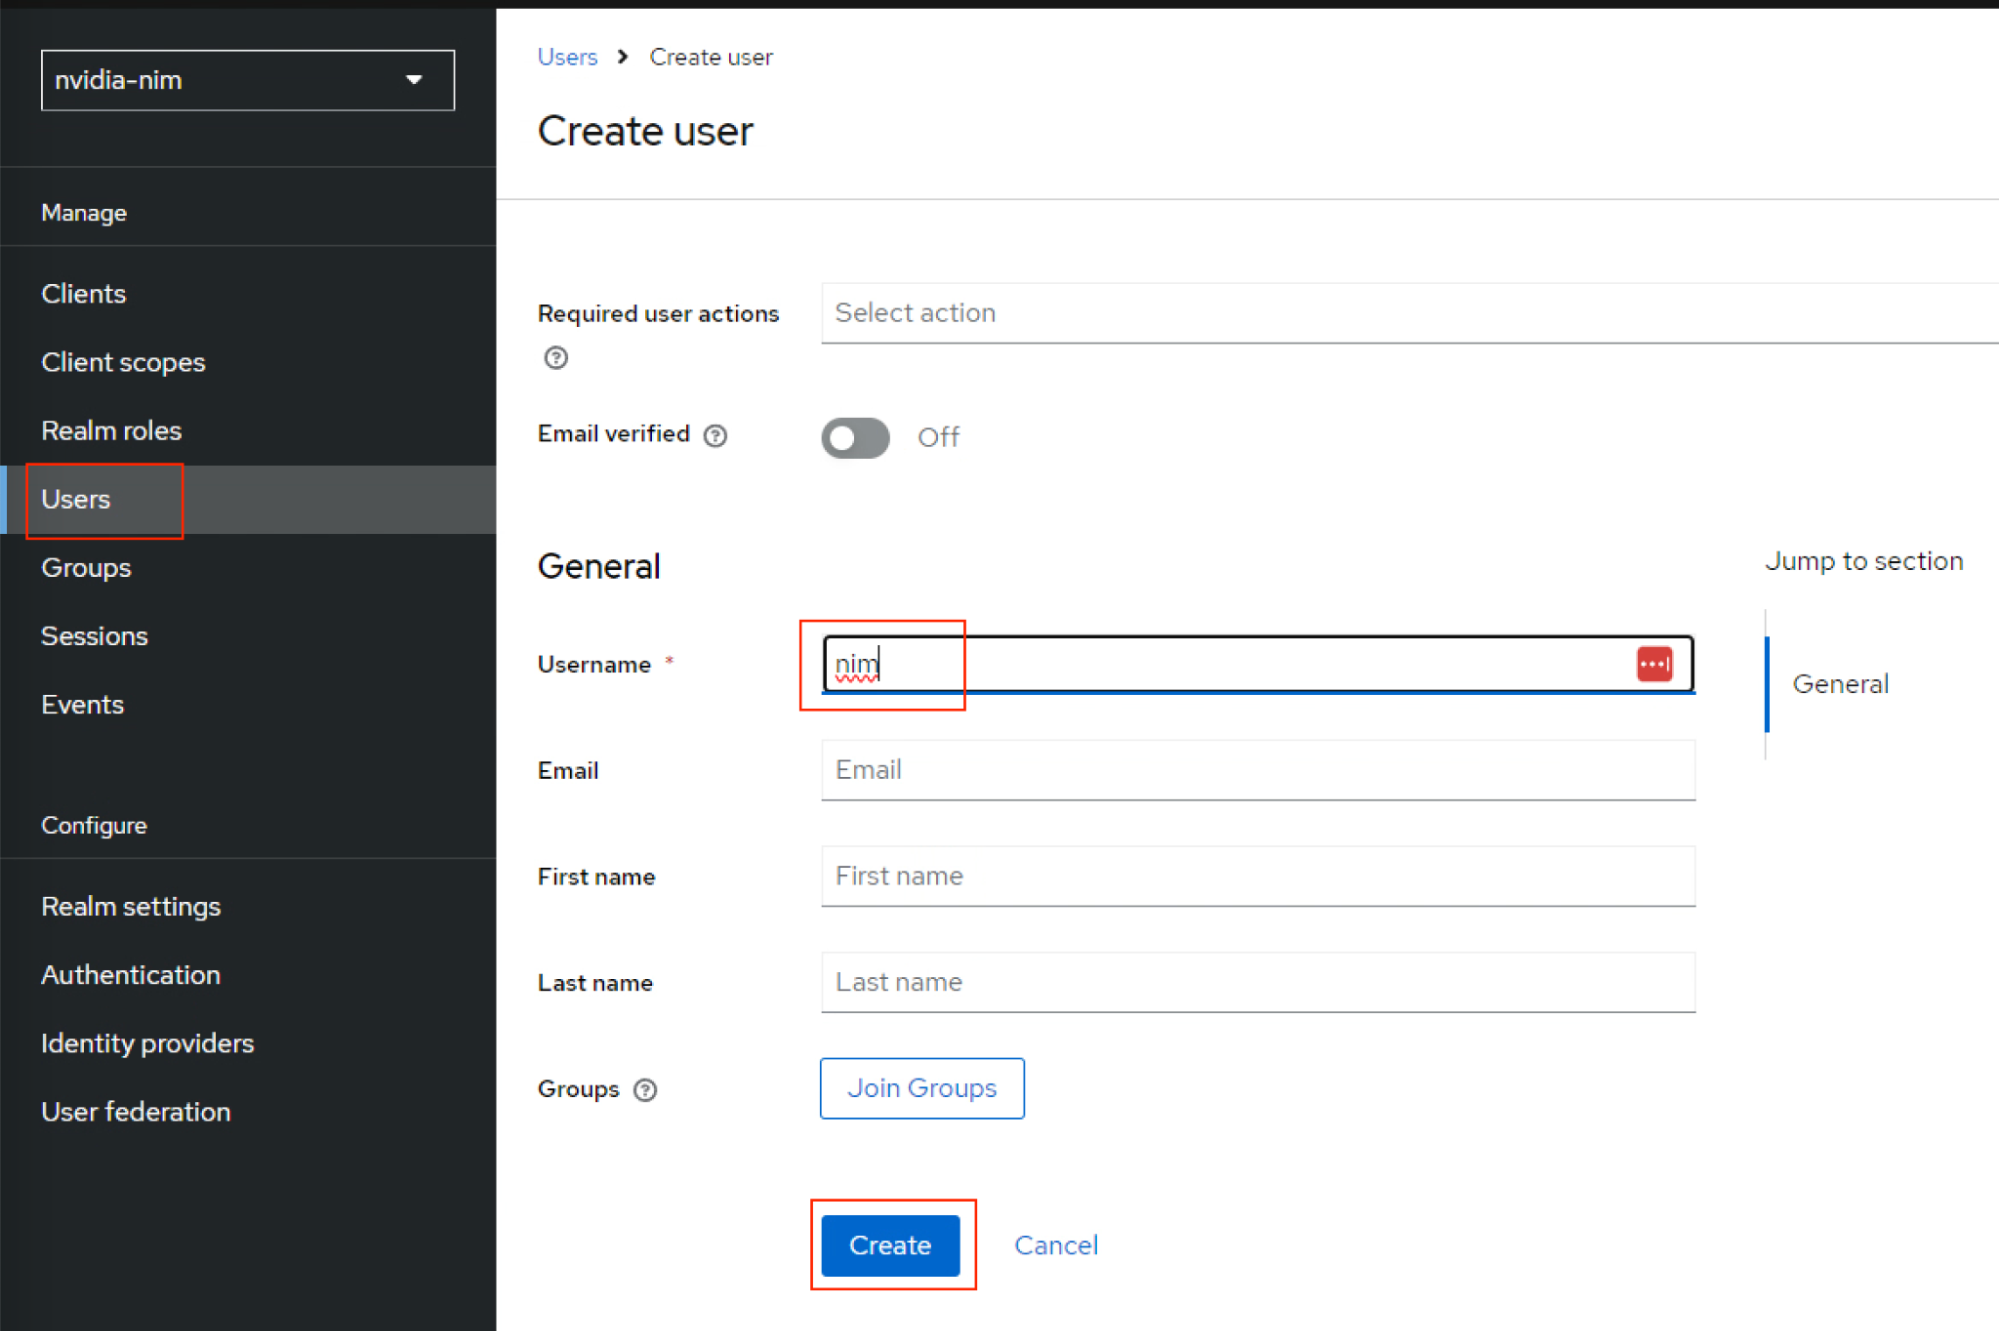 nvidia-nim
Manage
Clients
Client scopes
Realm roles
Users
Groups
Sessions
Events
Configure
Realm settings
Authentication
Identity providers
User federation
Users > Create user
Create user
Required user actions
Select action
Email verified
Off
General
Jump to section
General
Username *
nim
Email
Email
First name
First name
Last name
Last name
Groups
Join Groups
Create
Cancel